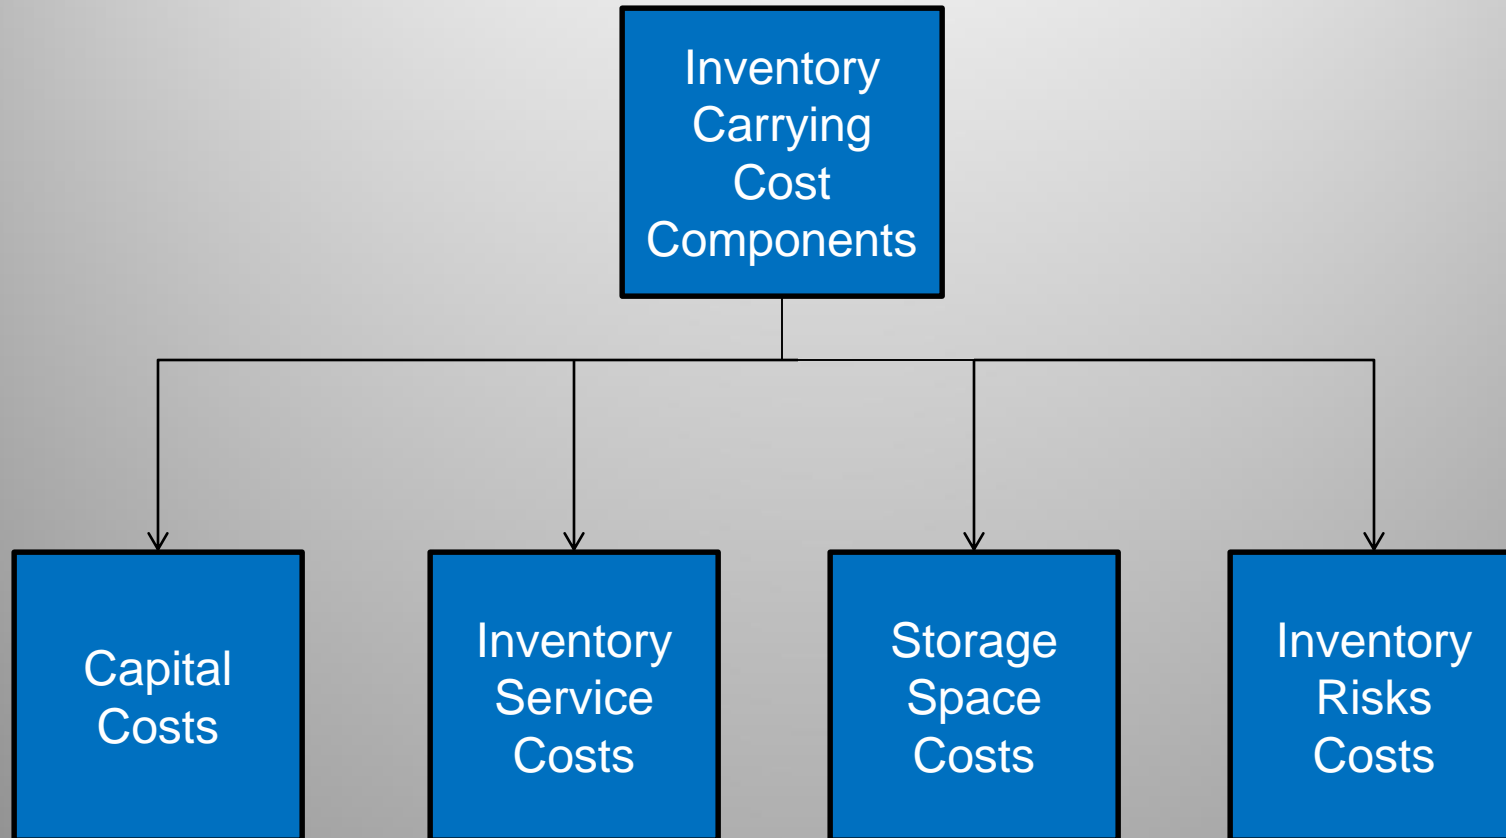 Inventory
Carrying
Cost
Components
Capital
Costs
Inventory
Service
Costs
Storage
Space
Costs
Inventory
Risks
Costs